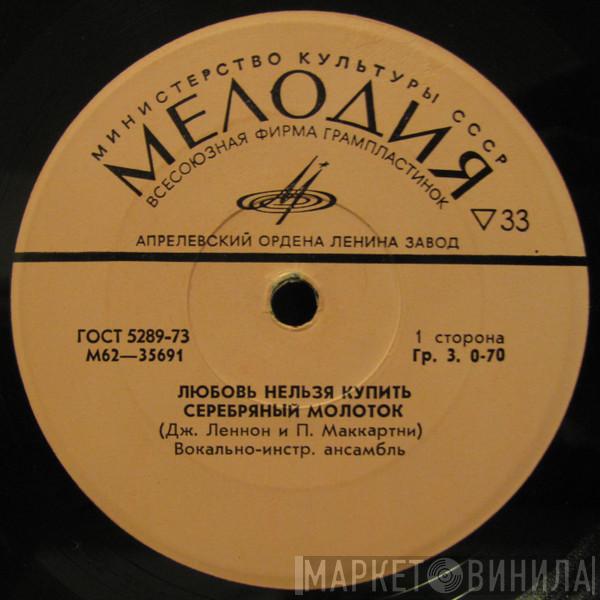 МИНИСТЕРСТВО КУЛЬТУРЫ СССР
МЕЛОДИЯ
ВСЕСОЮЗНАЯ ФИРМА ГРАМПЛАСТИНОК
▽33
АПРЕЛЕВСКИЙ ОРДЕНА ЛЕНИНА ЗАВОД
ГОСТ 5289-73
М62—35691
1 сторона
Гр. 3. 0-70
ЛЮБОВЬ НЕЛЬЗЯ КУПИТЬ
СЕРЕБРЯНЫЙ МОЛОТОК
(Дж. Леннон и П. Маккартни)
Вокально-инстр. ансамбль
МАРКЕТ ВИНИЛА